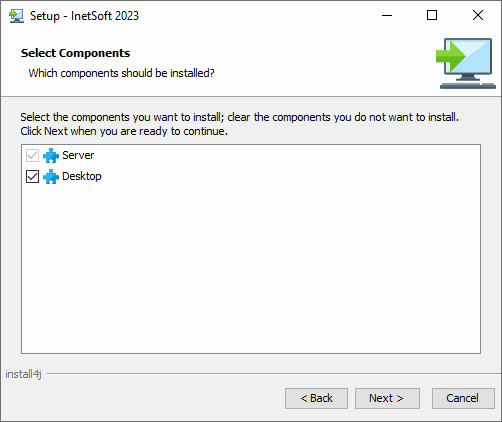 Setup - InetSoft 2023
Select Components
Which components should be installed?
Select the components you want to install; clear the components you do not want to install.
Click Next when you are ready to continue.
Server
Desktop
install4j
< Back
Next >
Cancel